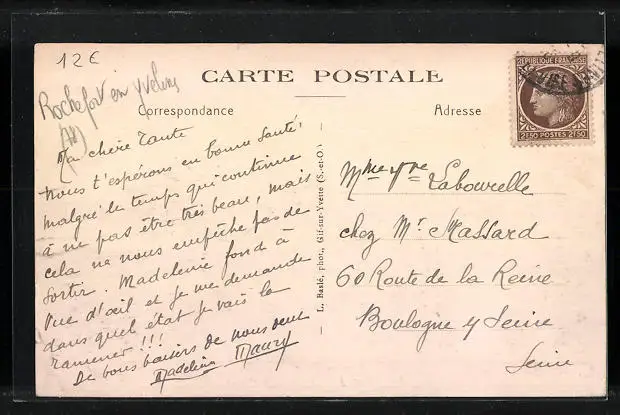 12€
Rochefort en Yvelines
CARTE POSTALE
Correspondance
Adresse
REPUBLIQUE FRANCAISE
2F50 POSTES 2F50
Ma chère Tante
Nous t'espérons en bonne santé,
malgré le temps qui continue
à ne pas être très beau, mais
cela ne nous empêche pas de
sortir. Madeleine fond à
vue d'œil et je me demande
dans quel état je vais la
ramener !!!
De bons baisers de nous deux
Madeleine Maury
L. Baslé, phot., Gif-sur-Yvette (S.-et-O.)
Mme Yve Labourelle
chez Mr Massard
60 Route de la Reine
Boulogne s/ Seine
Seine